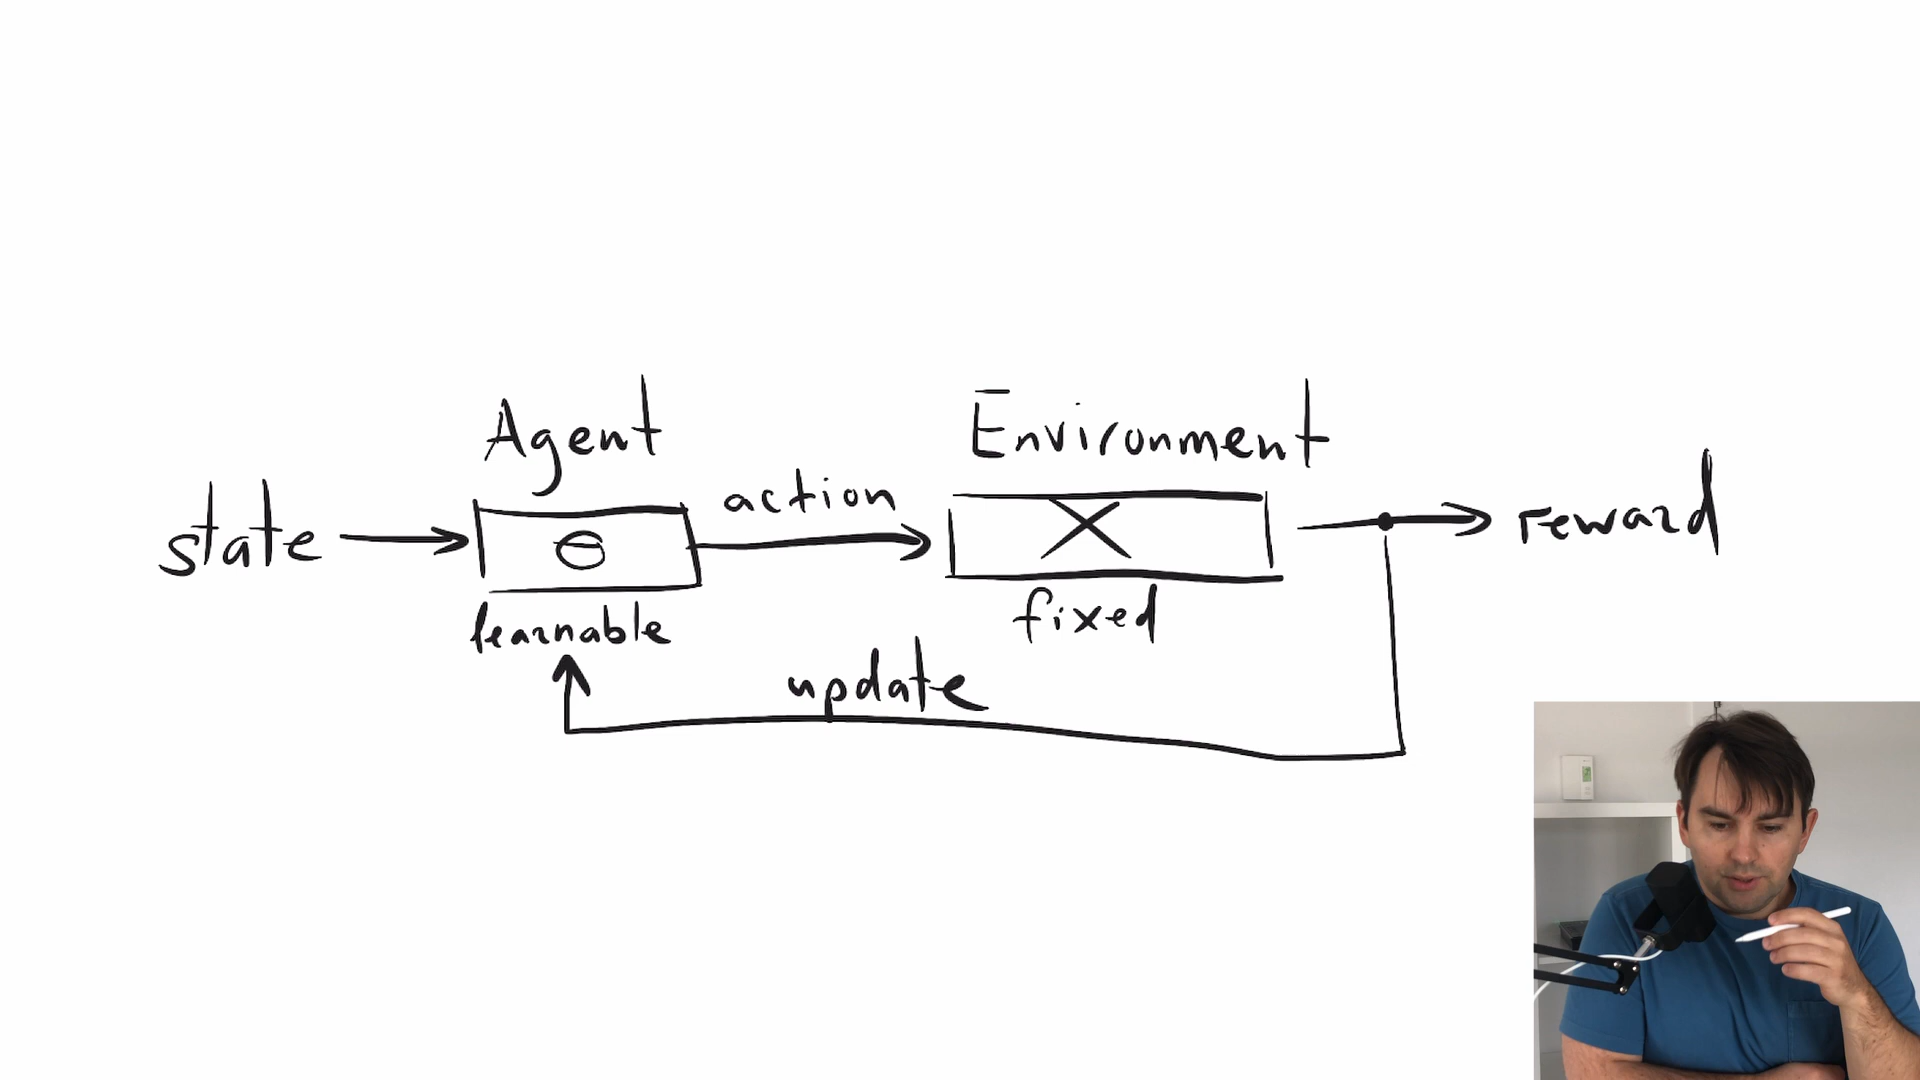 Agent
Environment
state
action
reward
Θ
X
learnable
fixed
update